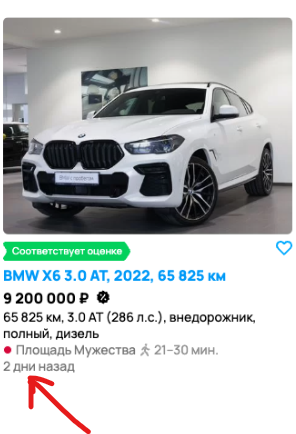 Соответствует оценке
BMW X6 3.0 AT, 2022, 65 825 км
9 200 000 ₽
65 825 км, 3.0 AT (286 л.с.), внедорожник,
полный, дизель
Площадь Мужества 21–30 мин.
2 дни назад